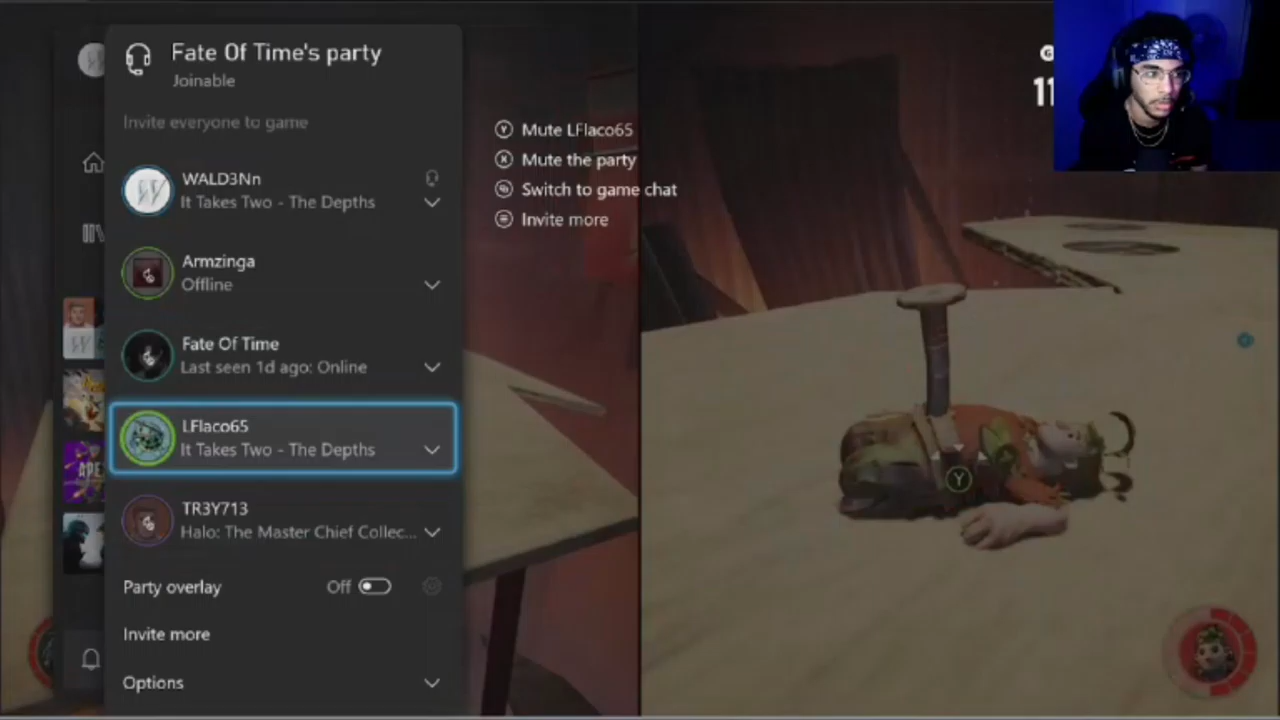 Fate Of Time's party
Joinable
Invite everyone to game
WALD3Nn
It Takes Two - The Depths
Armzinga
Offline
Fate Of Time
Last seen 1d ago: Online
LFlaco65
It Takes Two - The Depths
TR3Y713
Halo: The Master Chief Collec...
Party overlay
Off
Invite more
Options
Y Mute LFlaco65
X Mute the party
Switch to game chat
Invite more
APE
G
11
Y